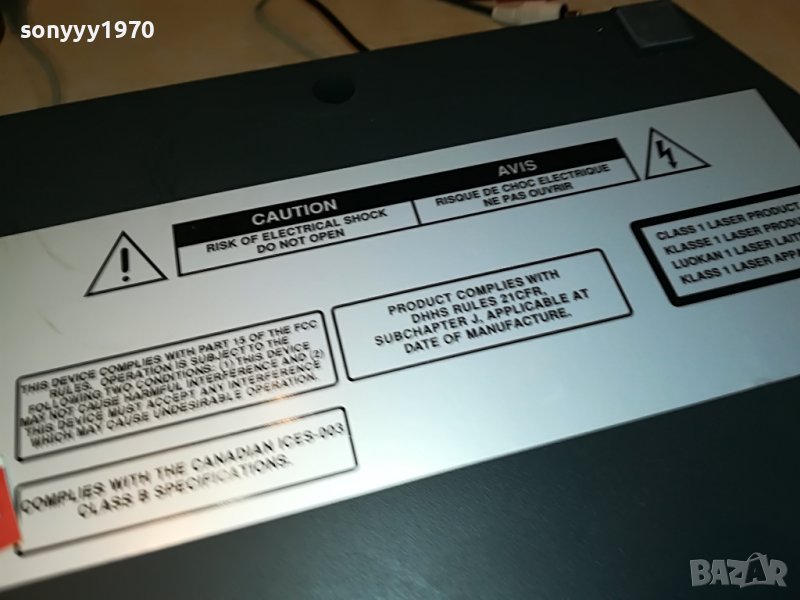 sonyyy1970
CAUTION
RISK OF ELECTRICAL SHOCK
DO NOT OPEN
AVIS
RISQUE DE CHOC ELECTRIQUE
NE PAS OUVRIR
CLASS 1 LASER PRODUCT
KLASSE 1 LASER PRODU
LUOKAN 1 LASER LAIT
KLASS 1 LASER APPA
PRODUCT COMPLIES WITH
DHHS RULES 21CFR,
SUBCHAPTER J, APPLICABLE AT
DATE OF MANUFACTURE.
THIS DEVICE COMPLIES WITH PART 15 OF THE FCC
RULES. OPERATION IS SUBJECT TO THE
FOLLOWING TWO CONDITIONS: (1) THIS DEVICE
MAY NOT CAUSE HARMFUL INTERFERENCE AND (2)
THIS DEVICE MUST ACCEPT ANY INTERFERENCE
WHICH MAY CAUSE UNDESIRABLE OPERATION.
COMPLIES WITH THE CANADIAN ICES-003
CLASS B SPECIFICATIONS.
BAZAR